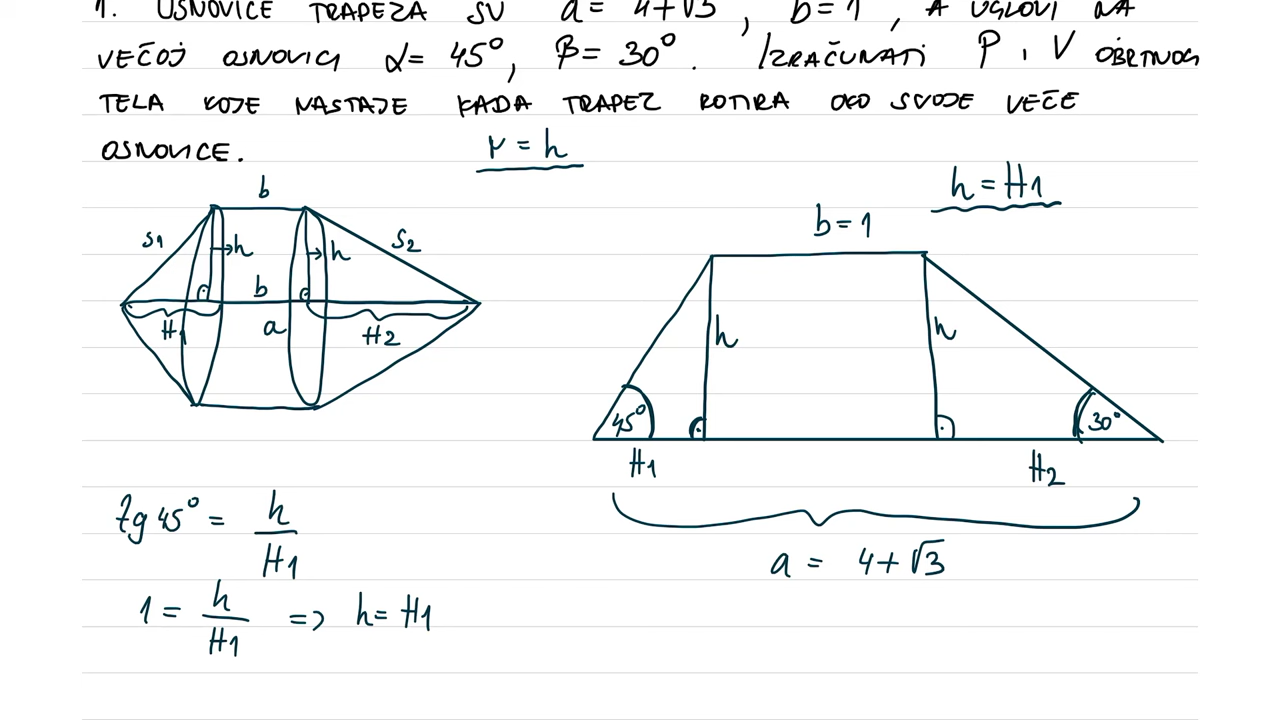 1. OSNOVICE TRAPEZA SU a = 4+√3, b = 1, A UGLOVI NA
VEĆOJ OSNOVICI α = 45°, β = 30°. IZRAČUNATI P I V OBRTNOG
TELA KOJE NASTAJE KADA TRAPEZ ROTIRA OKO SVOJE VEĆE
OSNOVICE.
r = h
h = H1
b
b = 1
S1
h
h
S2
b
H1
a
H2
h
h
45°
30°
H1
H2
tg 45° = h/H1
a = 4+√3
1 = h/H1 => h = H1